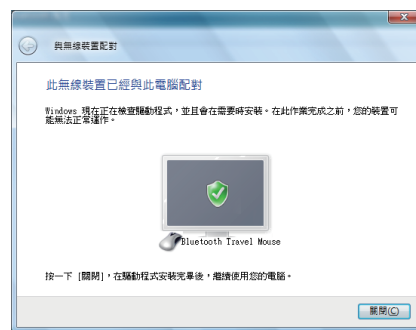 與無線裝置配對
此無線裝置已經與此電腦配對
Windows 現在正在檢查驅動程式，並且會在需要時安裝。在此作業完成之前，您的裝置可
能無法正常運作。
Bluetooth Travel Mouse
按一下 [關閉]，在驅動程式安裝完畢後，繼續使用您的電腦。
關閉(C)